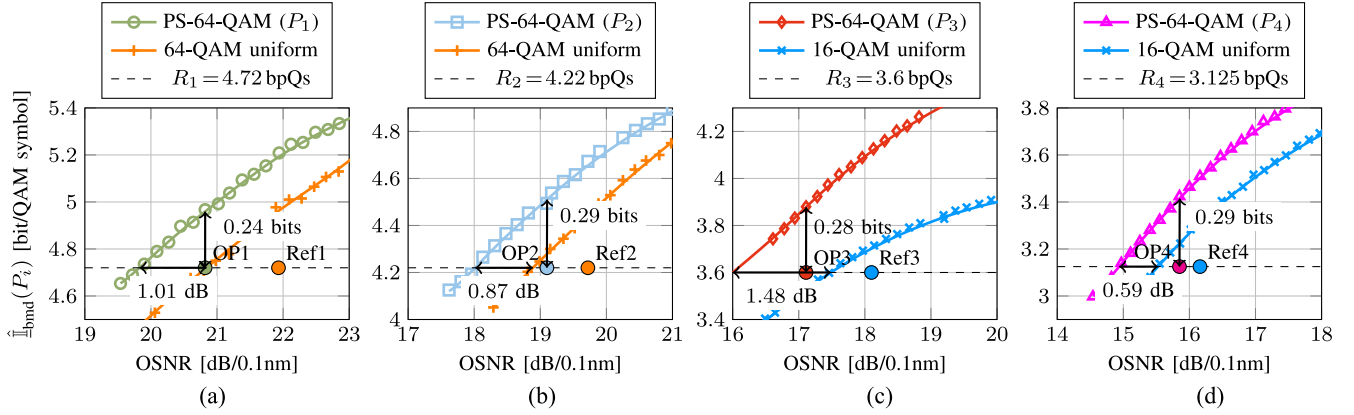 PS-64-QAM (P₁)
64-QAM uniform
R₁ = 4.72 bpQs
PS-64-QAM (P₂)
64-QAM uniform
R₂ = 4.22 bpQs
PS-64-QAM (P₃)
16-QAM uniform
R₃ = 3.6 bpQs
PS-64-QAM (P₄)
16-QAM uniform
R₄ = 3.125 bpQs
Î_bmd(Pᵢ) [bit/QAM symbol]
5.4
5.2
5
4.8
4.6
0.24 bits
OP1
Ref1
1.01 dB
19 20 21 22 23
OSNR [dB/0.1nm]
(a)
4.8
4.6
4.4
4.2
4
0.29 bits
OP2
Ref2
0.87 dB
17 18 19 20 21
OSNR [dB/0.1nm]
(b)
4.2
4
3.8
3.6
3.4
0.28 bits
OP3
Ref3
1.48 dB
16 17 18 19 20
OSNR [dB/0.1nm]
(c)
3.8
3.6
3.4
3.2
3
0.29 bits
OP4
Ref4
0.59 dB
14 15 16 17 18
OSNR [dB/0.1nm]
(d)